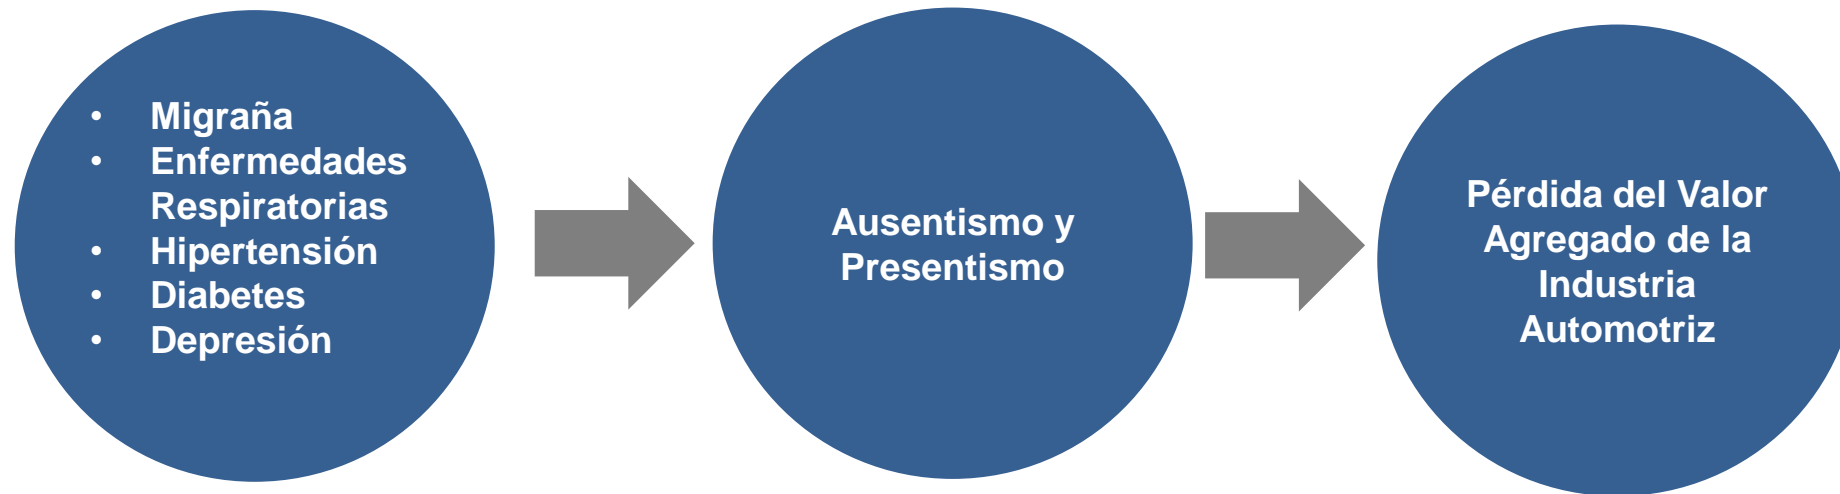 • Migraña
• Enfermedades
Respiratorias
• Hipertensión
• Diabetes
• Depresión
Ausentismo y
Presentismo
Pérdida del Valor
Agregado de la
Industria
Automotriz